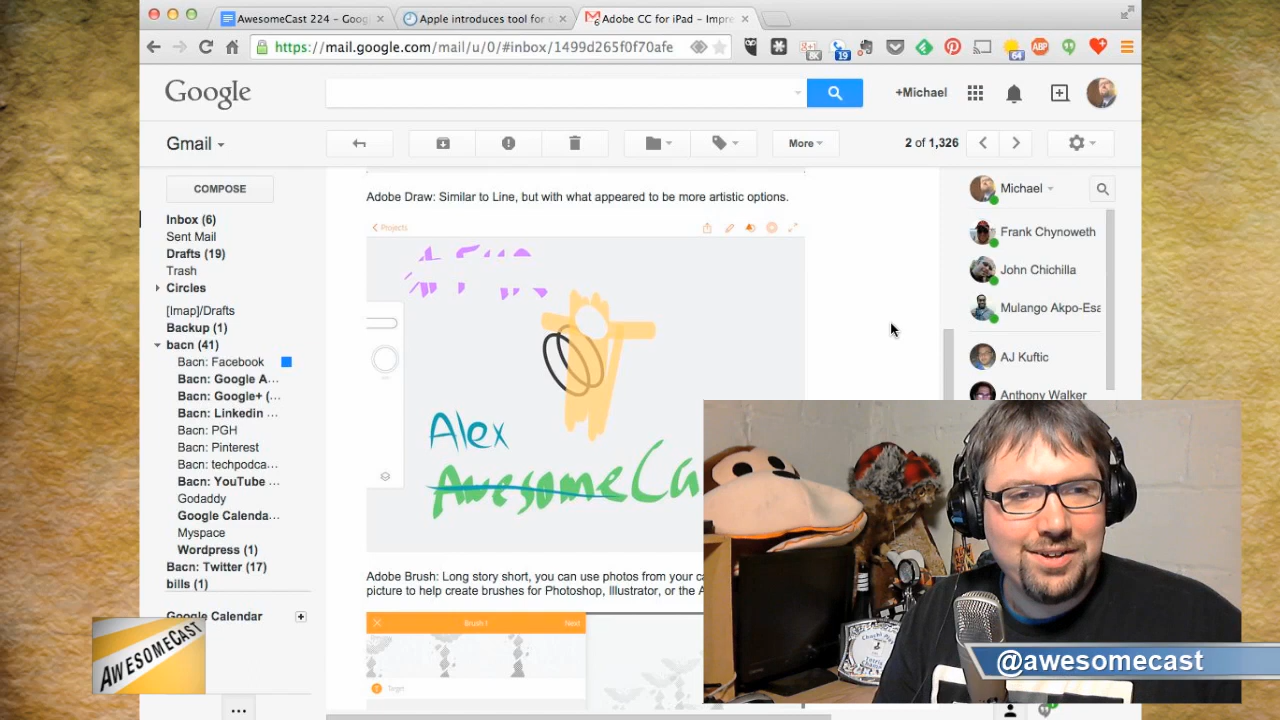 AwesomeCast 224 - Goog
Apple introduces tool for d
Adobe CC for iPad - Impre
https://mail.google.com/mail/u/0/#inbox/1499d265f0f70afe
8K
19
ABP
64
Google
+Michael
Gmail
More
2 of 1,326
COMPOSE
Inbox (6)
Sent Mail
Drafts (19)
Trash
Circles
[Imap]/Drafts
Backup (1)
bacn (41)
Bacn: Facebook
Bacn: Google A...
Bacn: Google+ (...
Bacn: Linkedin ...
Bacn: PGH
Bacn: Pinterest
Bacn: techpodca...
Bacn: YouTube ...
Godaddy
Google Calenda...
Myspace
Wordpress (1)
Bacn: Twitter (17)
bills (1)
Google Calendar
Adobe Draw: Similar to Line, but with what appeared to be more artistic options.
Projects
Alex
AwesomeCa
Adobe Brush: Long story short, you can use photos from your ca
picture to help create brushes for Photoshop, Illustrator, or the A
Brush 1
Next
Target
Michael
Frank Chynoweth
John Chichilla
Mulango Akpo-Esa
AJ Kuftic
Anthony Walker
AWESOMECAST
@awesomecast